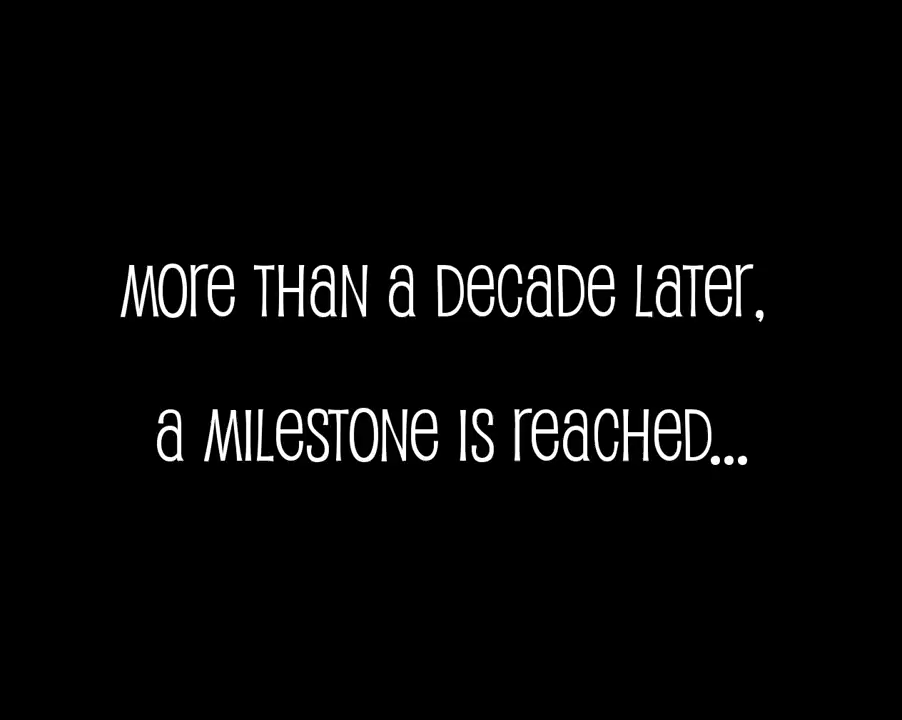 More than a decade later,
a milestone is reached...